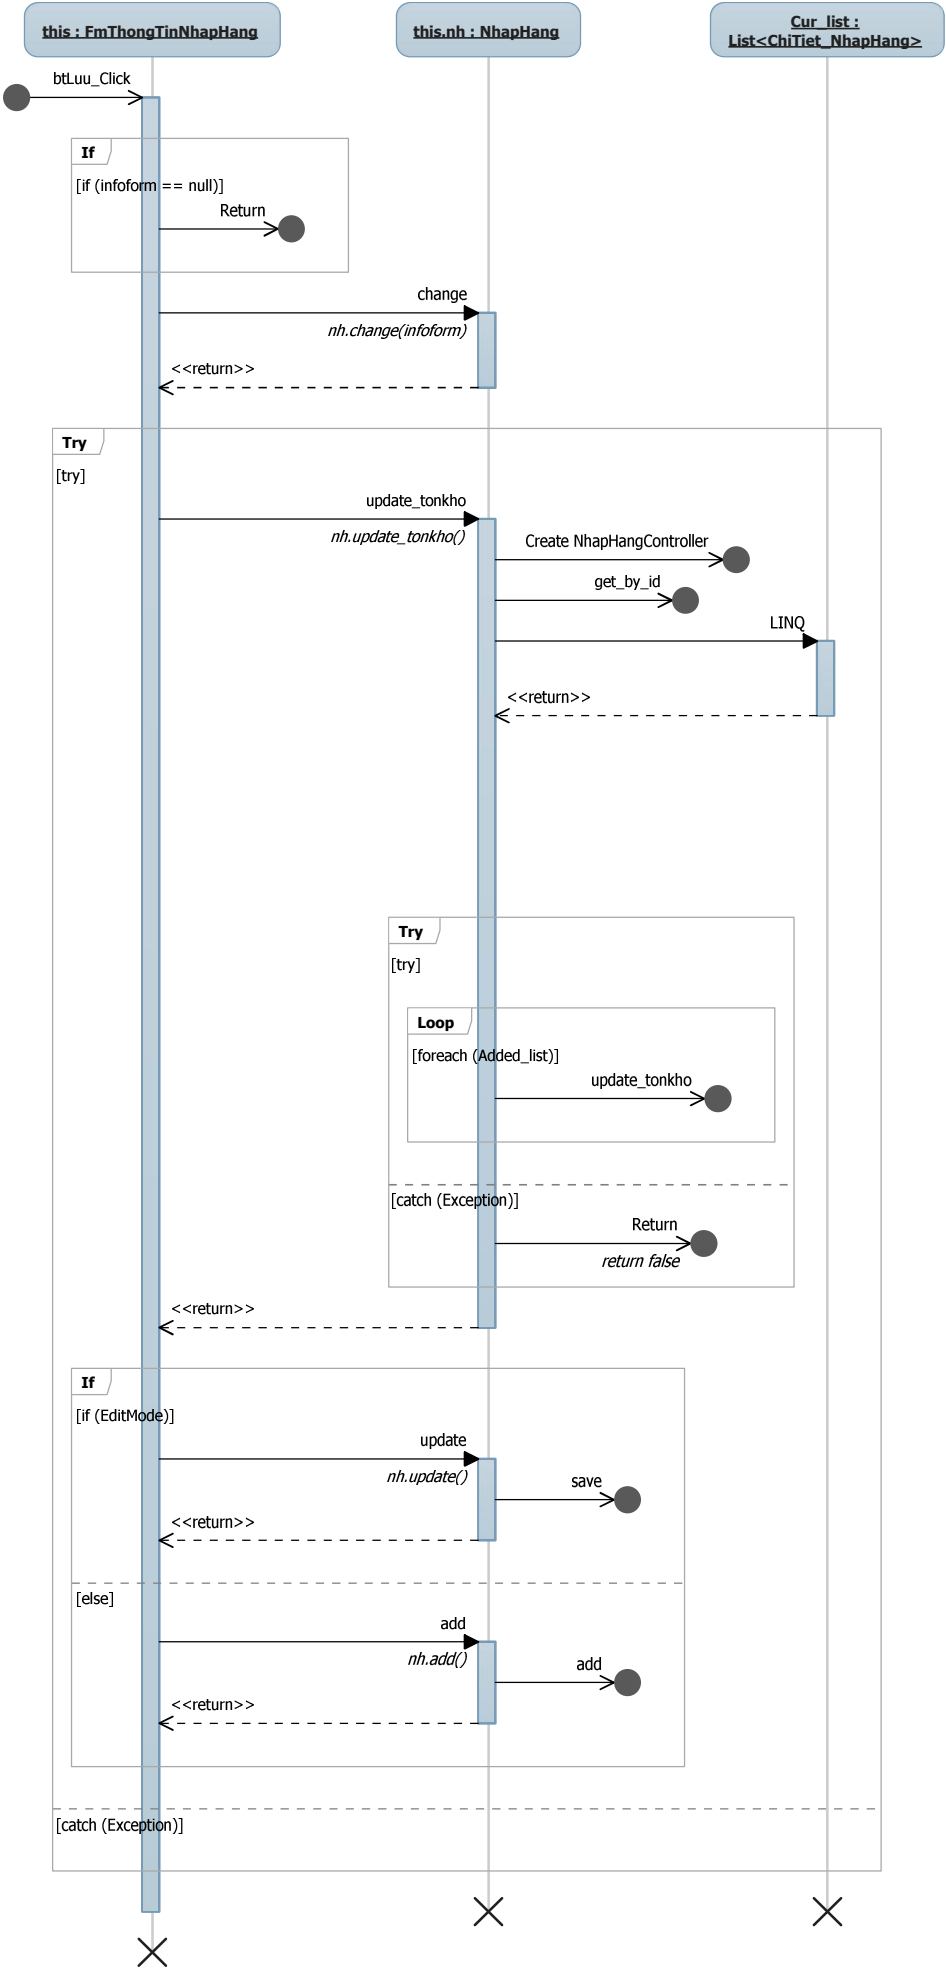 this : FmThongTinNhapHang
this.nh : NhapHang
Cur_list :
List<ChiTiet_NhapHang>
btLuu_Click
If
[if (infoform == null)]
Return
change
nh.change(infoform)
<<return>>
Try
[try]
update_tonkho
nh.update_tonkho()
Create NhapHangController
get_by_id
LINQ
<<return>>
Try
[try]
Loop
[foreach (Added_list)]
update_tonkho
[catch (Exception)]
Return
return false
<<return>>
If
[if (EditMode)]
update
nh.update()
save
<<return>>
[else]
add
nh.add()
add
<<return>>
[catch (Exception)]